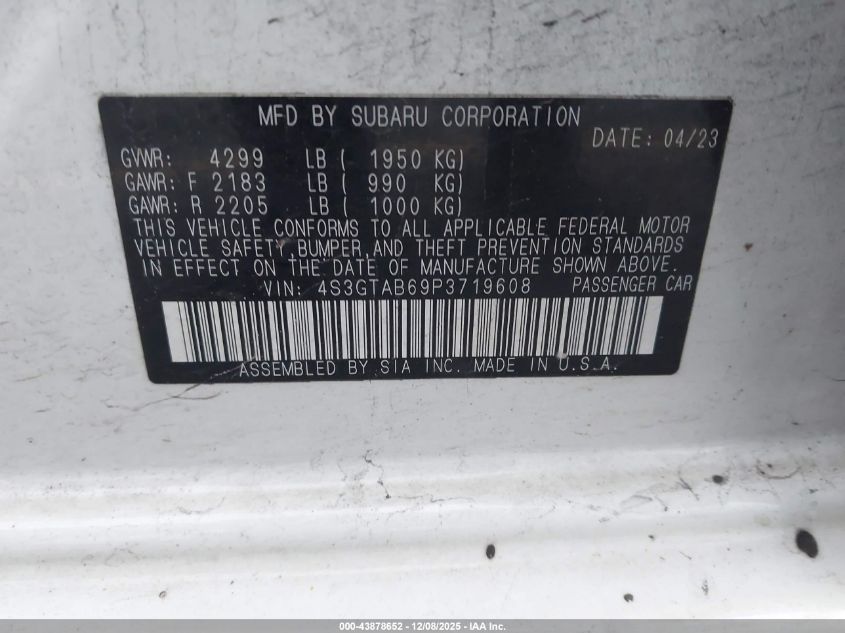 MFD BY SUBARU CORPORATION
DATE: 04/23
GVWR: 4299 LB ( 1950 KG)
GAWR: F 2183 LB ( 990 KG)
GAWR: R 2205 LB ( 1000 KG)
THIS VEHICLE CONFORMS TO ALL APPLICABLE FEDERAL MOTOR
VEHICLE SAFETY, BUMPER, AND THEFT PREVENTION STANDARDS
IN EFFECT ON THE DATE OF MANUFACTURE SHOWN ABOVE.
VIN: 4S3GTAB69P3719608 PASSENGER CAR
ASSEMBLED BY SIA INC. MADE IN U.S.A.
000-43878652 - 12/08/2025 - IAA Inc.